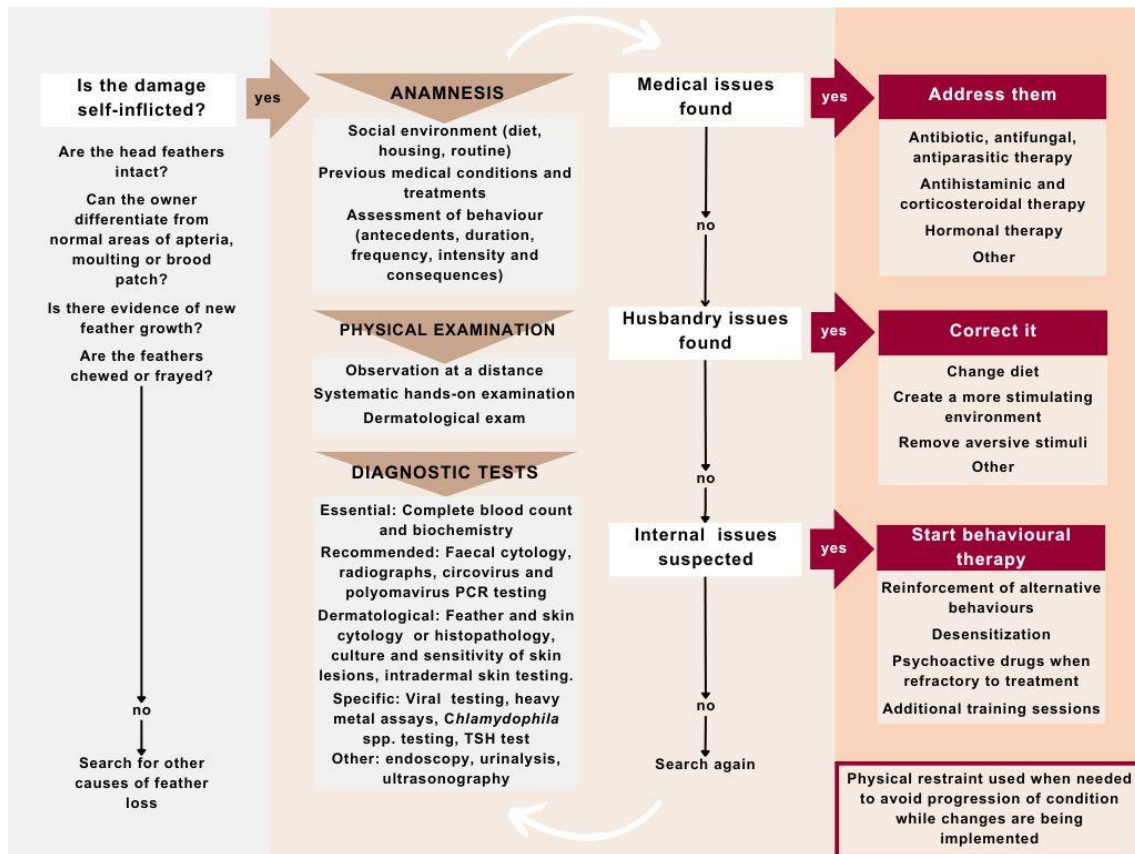 Is the damage
self-inflicted?
Are the head feathers
intact?
Can the owner
differentiate from
normal areas of apteria,
moulting or brood
patch?
Is there evidence of new
feather growth?
Are the feathers
chewed or frayed?
no
Search for other
causes of feather
loss
yes
ANAMNESIS
Social environment (diet,
housing, routine)
Previous medical conditions and
treatments
Assessment of behaviour
(antecedents, duration,
frequency, intensity and
consequences)
PHYSICAL EXAMINATION
Observation at a distance
Systematic hands-on examination
Dermatological exam
DIAGNOSTIC TESTS
Essential: Complete blood count
and biochemistry
Recommended: Faecal cytology,
radiographs, circovirus and
polyomavirus PCR testing
Dermatological: Feather and skin
cytology or histopathology,
culture and sensitivity of skin
lesions, intradermal skin testing.
Specific: Viral testing, heavy
metal assays, Chlamydophila
spp. testing, TSH test
Other: endoscopy, urinalysis,
ultrasonography
Medical issues
found
yes
Address them
Antibiotic, antifungal,
antiparasitic therapy
Antihistaminic and
corticosteroidal therapy
Hormonal therapy
Other
no
Husbandry issues
found
yes
Correct it
Change diet
Create a more stimulating
environment
Remove aversive stimuli
Other
no
Internal issues
suspected
yes
Start behavioural
therapy
Reinforcement of alternative
behaviours
Desensitization
Psychoactive drugs when
refractory to treatment
Additional training sessions
no
Search again
Physical restraint used when needed
to avoid progression of condition
while changes are being
implemented